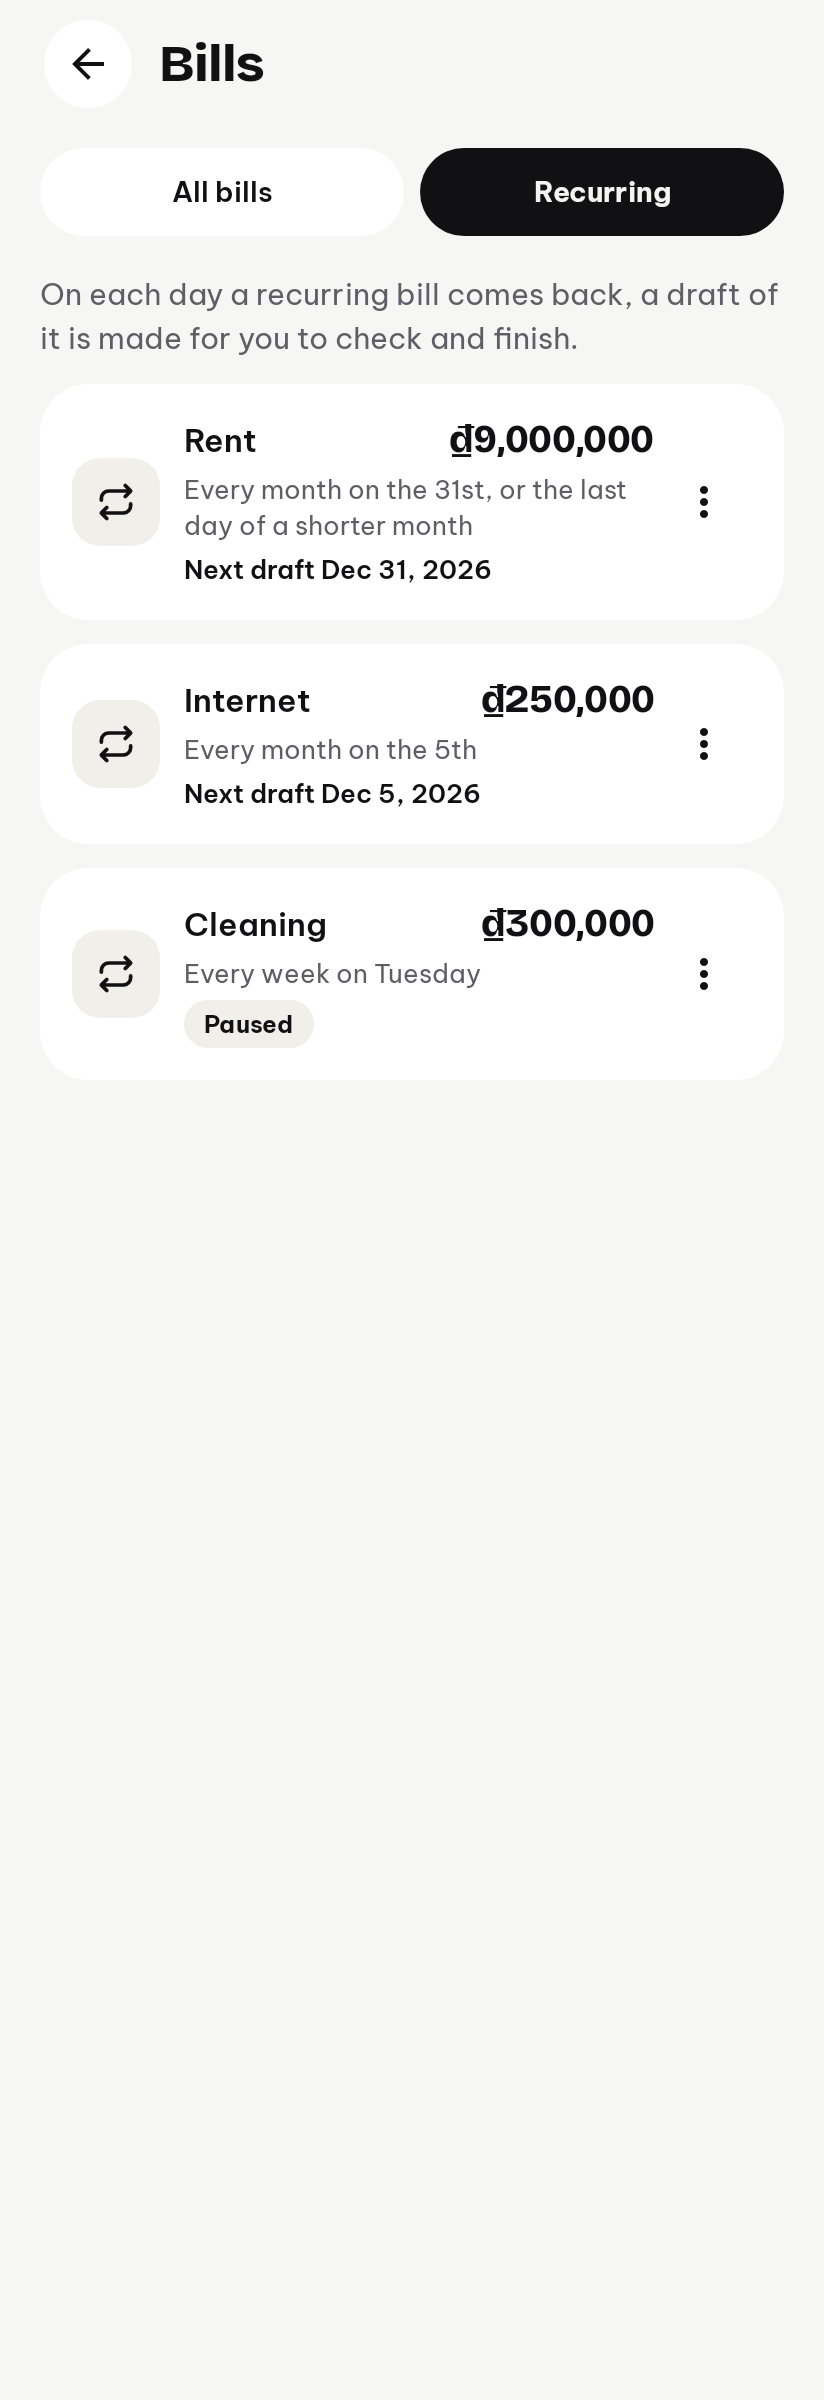 Bills
All bills
Recurring
On each day a recurring bill comes back, a draft of
it is made for you to check and finish.
Rent
₫9,000,000
Every month on the 31st, or the last
day of a shorter month
Next draft Dec 31, 2026
Internet
₫250,000
Every month on the 5th
Next draft Dec 5, 2026
Cleaning
₫300,000
Every week on Tuesday
Paused